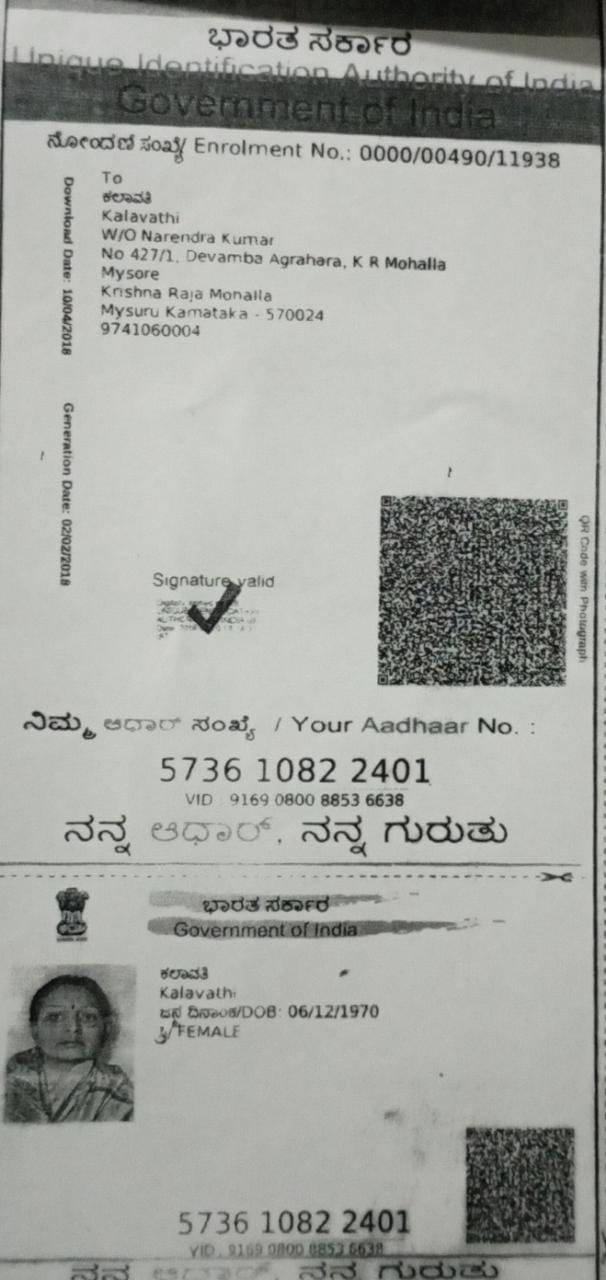 ಭಾರತ ಸರ್ಕಾರ
Unique Identification Authority of India
Government of India
ನೋಂದಣಿ ಸಂಖ್ಯೆ/ Enrolment No.: 0000/00490/11938
To
ಕಲಾವತಿ
Kalavathi
W/O Narendra Kumar
No 427/1, Devamba Agrahara, K R Mohalla
Mysore
Krishna Raja Mohalla
Mysuru Karnataka - 570024
9741060004
Download Date: 10/04/2018
Generation Date: 02/02/2018
QR Code with Photograph
Signature valid
ನಿಮ್ಮ ಆಧಾರ್ ಸಂಖ್ಯೆ / Your Aadhaar No. :
5736 1082 2401
VID : 9169 0800 8853 6638
ನನ್ನ ಆಧಾರ್, ನನ್ನ ಗುರುತು
ಭಾರತ ಸರ್ಕಾರ
Government of India
ಕಲಾವತಿ
Kalavathi
ಜನ್ಮ ದಿನಾಂಕ/DOB: 06/12/1970
FEMALE
5736 1082 2401
VID : 9169 0800 8853 6638
ನನ್ನ ಆಧಾರ್, ನನ್ನ ಗುರುತು